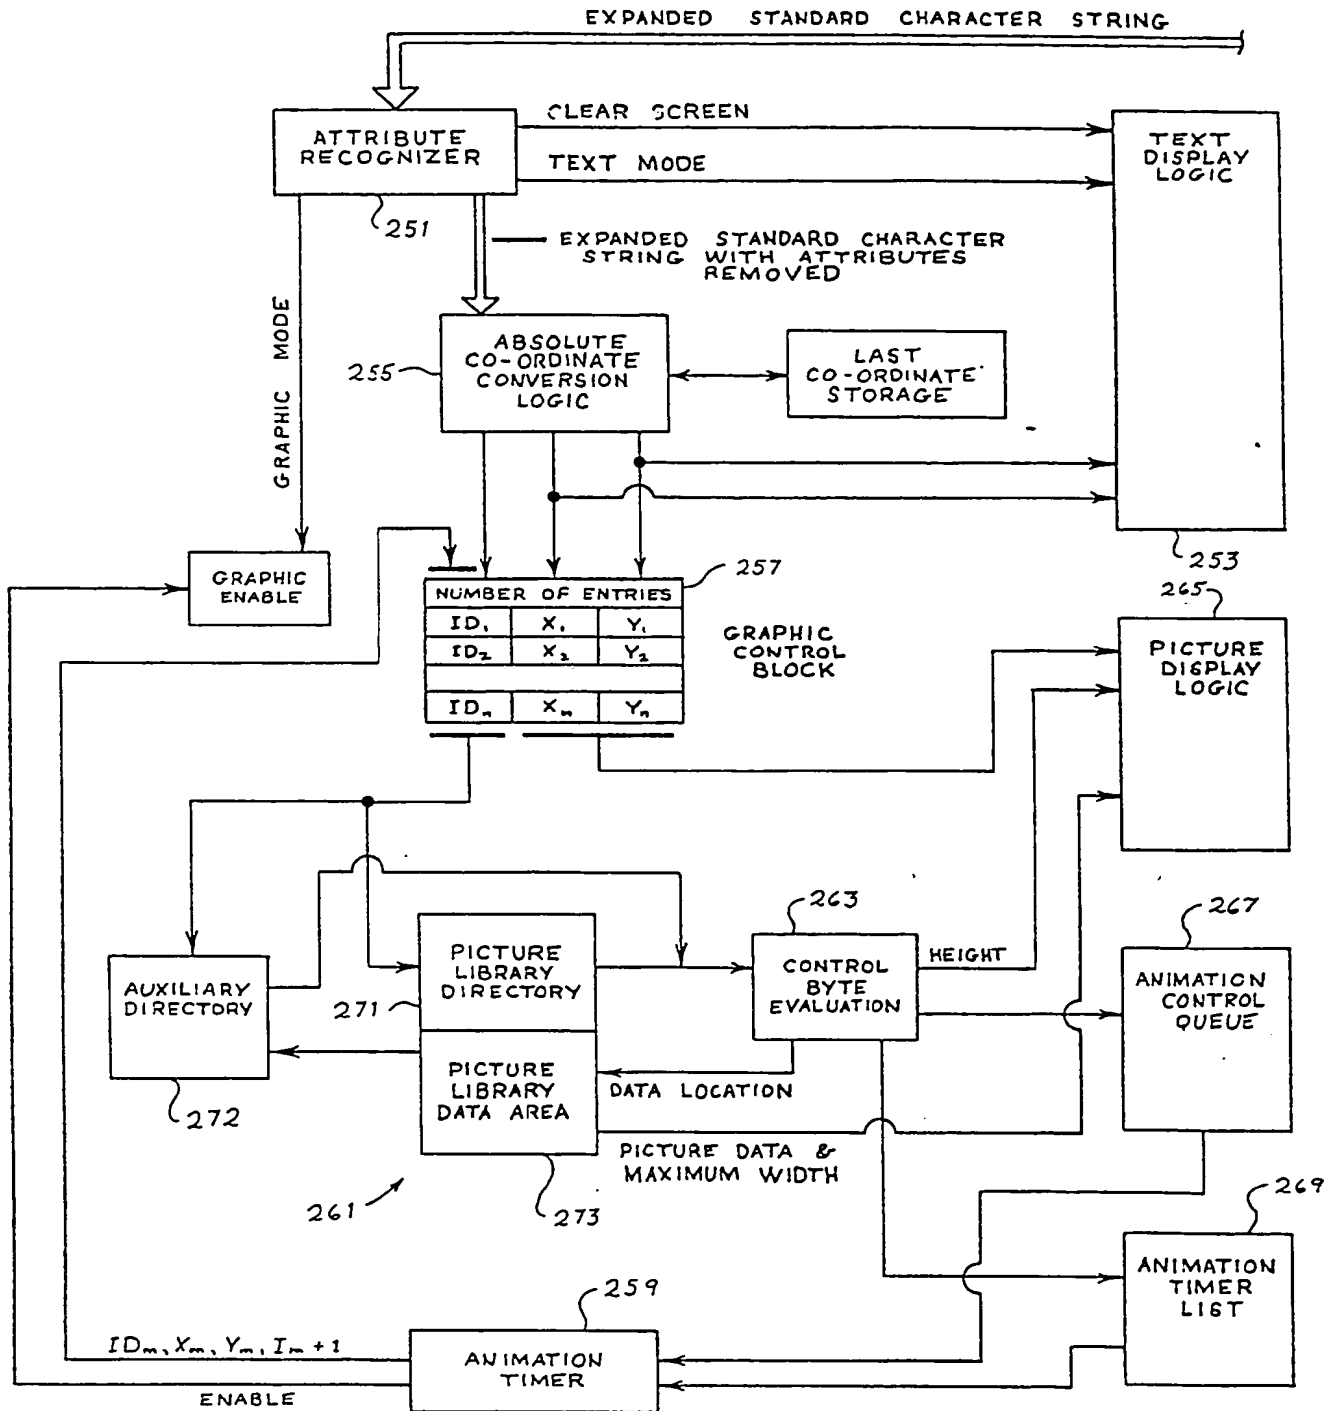 EXPANDED STANDARD CHARACTER STRING
ATTRIBUTE
RECOGNIZER
CLEAR SCREEN
TEXT MODE
TEXT
DISPLAY
LOGIC
251
EXPANDED STANDARD CHARACTER
STRING WITH ATTRIBUTES
REMOVED
GRAPHIC MODE
ABSOLUTE
CO-ORDINATE
CONVERSION
LOGIC
255
LAST
CO-ORDINATE
STORAGE
253
GRAPHIC
ENABLE
257
NUMBER OF ENTRIES
ID₁ X₁ Y₁
ID₂ X₂ Y₂
IDₙ Xₙ Yₙ
GRAPHIC
CONTROL
BLOCK
265
PICTURE
DISPLAY
LOGIC
263
267
AUXILIARY
DIRECTORY
272
PICTURE
LIBRARY
DIRECTORY
271
CONTROL
BYTE
EVALUATION
HEIGHT
ANIMATION
CONTROL
QUEUE
PICTURE
LIBRARY
DATA AREA
DATA LOCATION
PICTURE DATA &
MAXIMUM WIDTH
261
273
269
ANIMATION
TIMER
LIST
259
IDₘ, Xₘ, Yₘ, Iₘ + 1
ANIMATION
TIMER
ENABLE